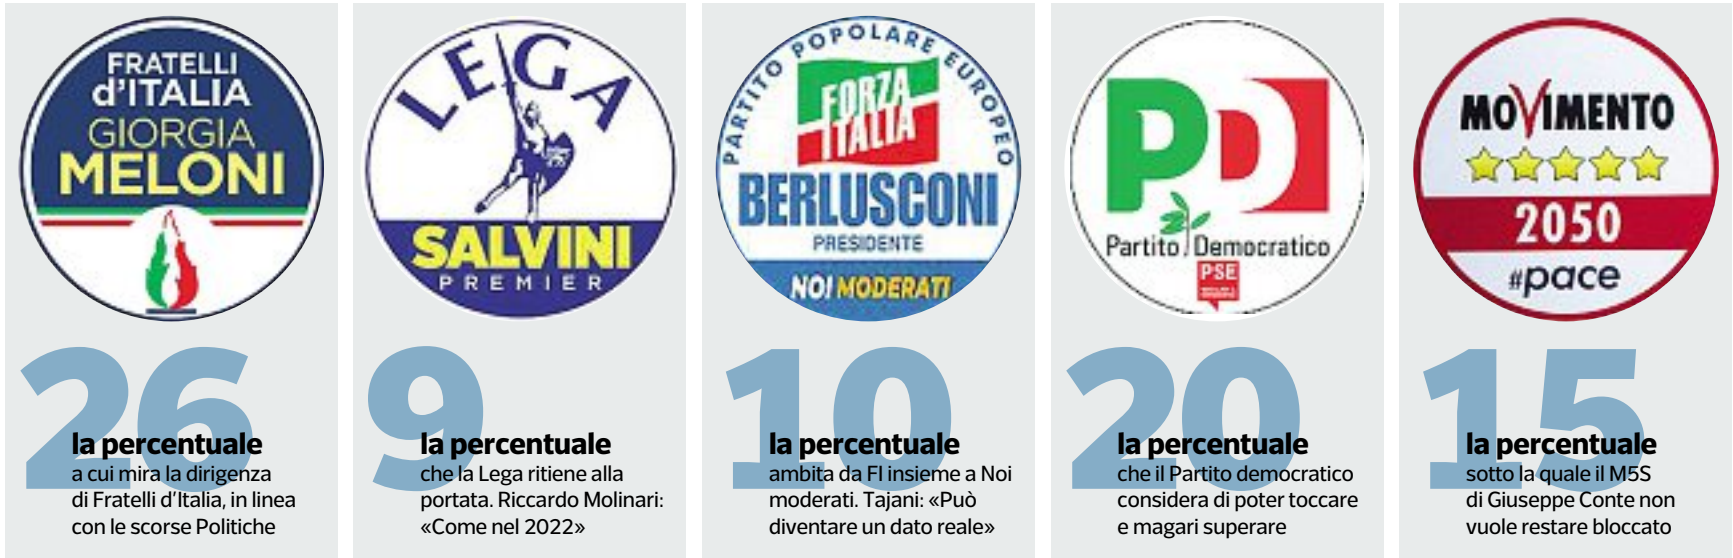 FRATELLI
d'ITALIA
GIORGIA
MELONI
26
la percentuale
a cui mira la dirigenza
di Fratelli d'Italia, in linea
con le scorse Politiche
LEGA
SALVINI
PREMIER
9
la percentuale
che la Lega ritiene alla
portata. Riccardo Molinari:
«Come nel 2022»
PARTITO POPOLARE EUROPEO
FORZA
ITALIA
BERLUSCONI
PRESIDENTE
NOI MODERATI
10
la percentuale
ambita da FI insieme a Noi
moderati. Tajani: «Può
diventare un dato reale»
PD
Partito Democratico
PSE
20
la percentuale
che il Partito democratico
considera di poter toccare
e magari superare
MOVIMENTO
2050
#pace
15
la percentuale
sotto la quale il M5S
di Giuseppe Conte non
vuole restare bloccato